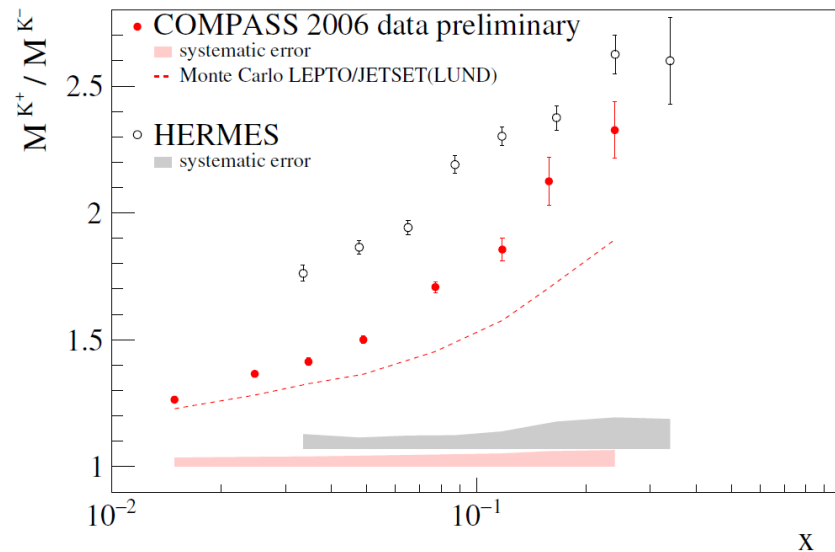 COMPASS 2006 data preliminary
systematic error
Monte Carlo LEPTO/JETSET(LUND)
HERMES
systematic error
M^K+ / M^K−
2.5
2
1.5
1
10^−2
10^−1
x